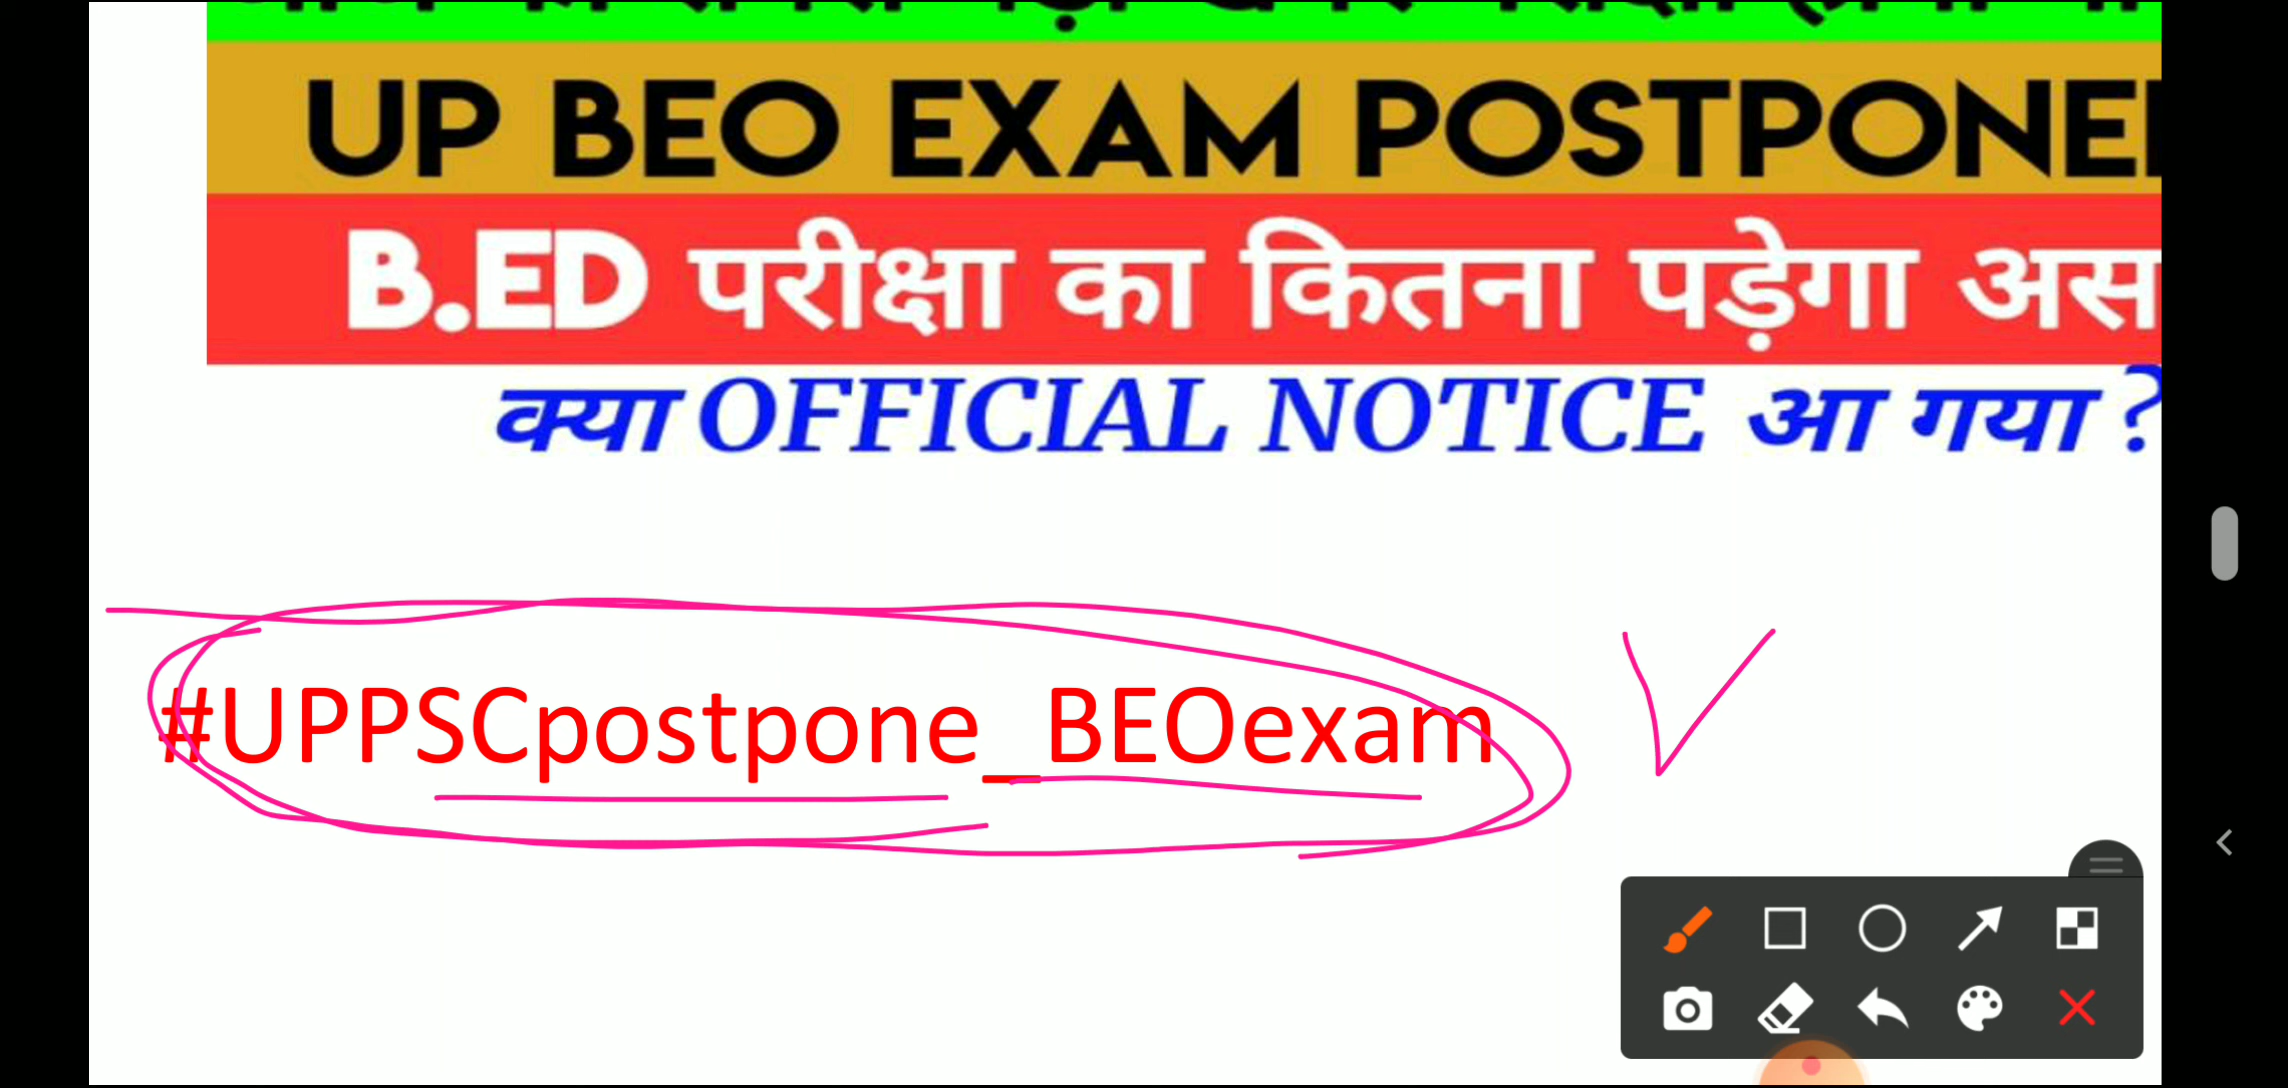 UP BEO EXAM POSTPONE
B.ED परीक्षा का कितना पड़ेगा अस
क्या OFFICIAL NOTICE आ गया ?
#UPPSCpostpone_BEOexam